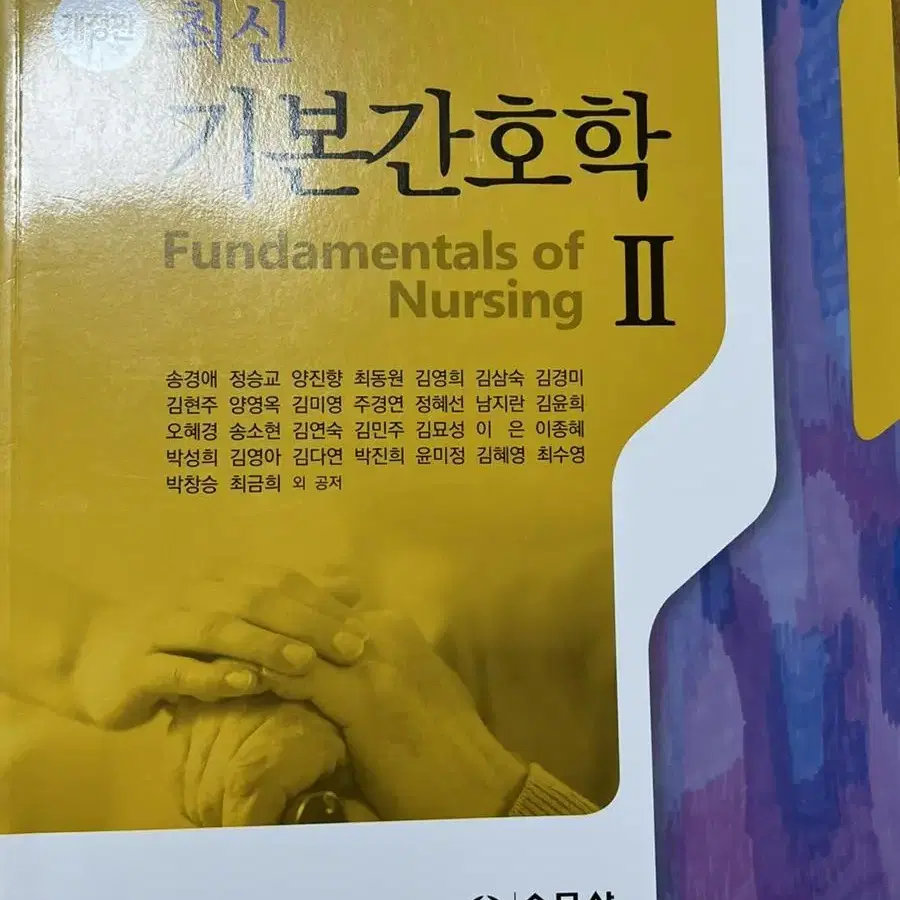 개정판
최신
기본간호학
Fundamentals of
Nursing II
송경애 정승교 양진향 최동원 김영희 김삼숙 김경미
김현주 양영옥 김미영 주경연 정혜선 남지란 김윤희
오혜경 송소현 김연숙 김민주 김묘성 이 은 이종혜
박성희 김영아 김다연 박진희 윤미정 김혜영 최수영
박창승 최금희 외 공저